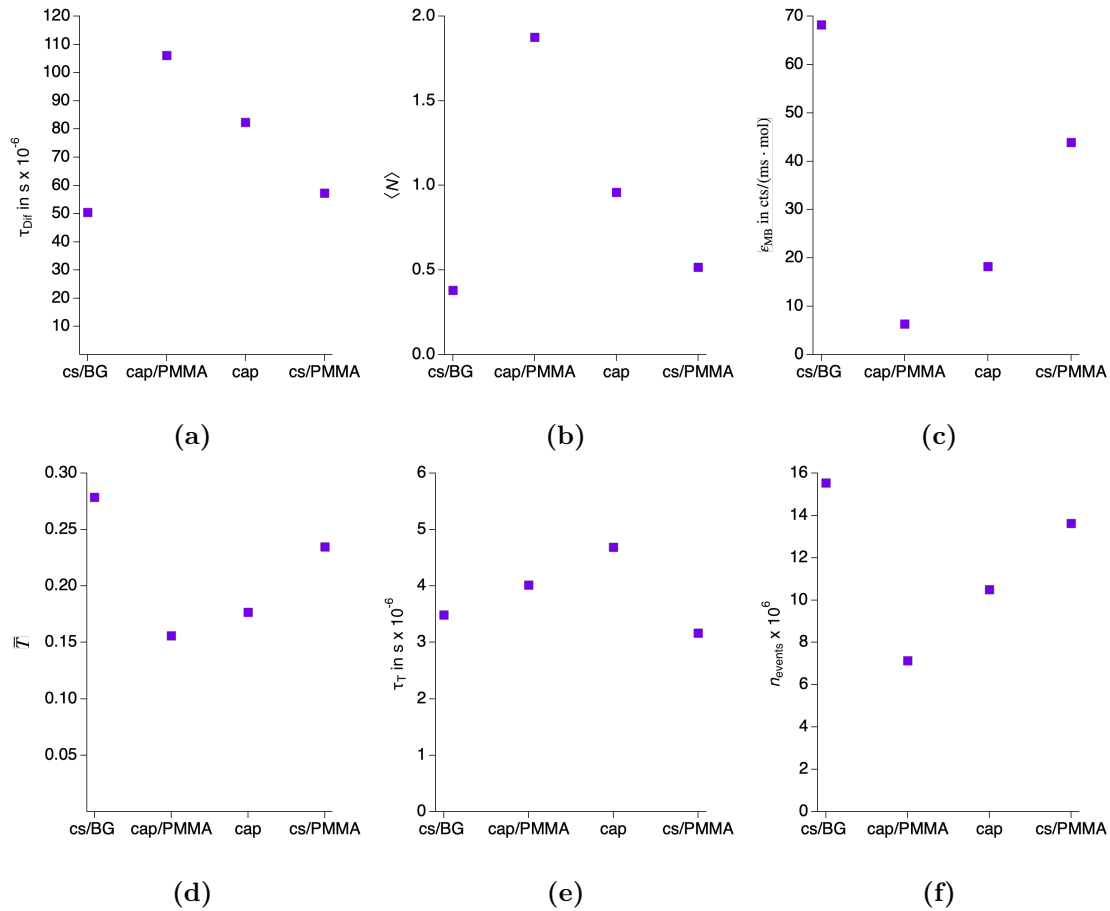 120
110
100
90
80
70
60
50
40
30
20
10
τ_Dif in s x 10^-6
cs/BG cap/PMMA cap cs/PMMA
(a)
2.0
1.5
1.0
0.5
0.0
⟨N⟩
cs/BG cap/PMMA cap cs/PMMA
(b)
70
60
50
40
30
20
10
0
ε_MB in cts/(ms · mol)
cs/BG cap/PMMA cap cs/PMMA
(c)
0.30
0.25
0.20
0.15
0.10
0.05
T̅
cs/BG cap/PMMA cap cs/PMMA
(d)
6
5
4
3
2
1
0
τ_T in s x 10^-6
cs/BG cap/PMMA cap cs/PMMA
(e)
16
14
12
10
8
6
4
2
0
n_events x 10^6
cs/BG cap/PMMA cap cs/PMMA
(f)